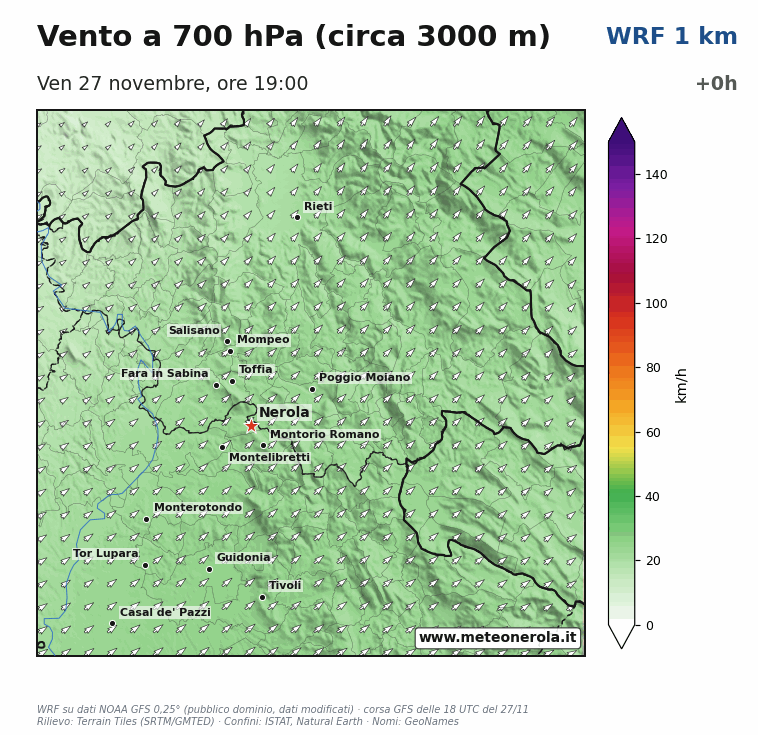 Vento a 700 hPa (circa 3000 m)
WRF 1 km
Ven 27 novembre, ore 19:00
+0h
Rieti
Salisano
Mompeo
Fara in Sabina
Toffia
Poggio Moiano
Nerola
Montorio Romano
Montelibretti
Monterotondo
Tor Lupara
Guidonia
Tivoli
Casal de' Pazzi
www.meteonerola.it
140
120
100
80
60
40
20
0
km/h
WRF su dati NOAA GFS 0,25° (pubblico dominio, dati modificati) · corsa GFS delle 18 UTC del 27/11
Rilievo: Terrain Tiles (SRTM/GMTED) · Confini: ISTAT, Natural Earth · Nomi: GeoNames